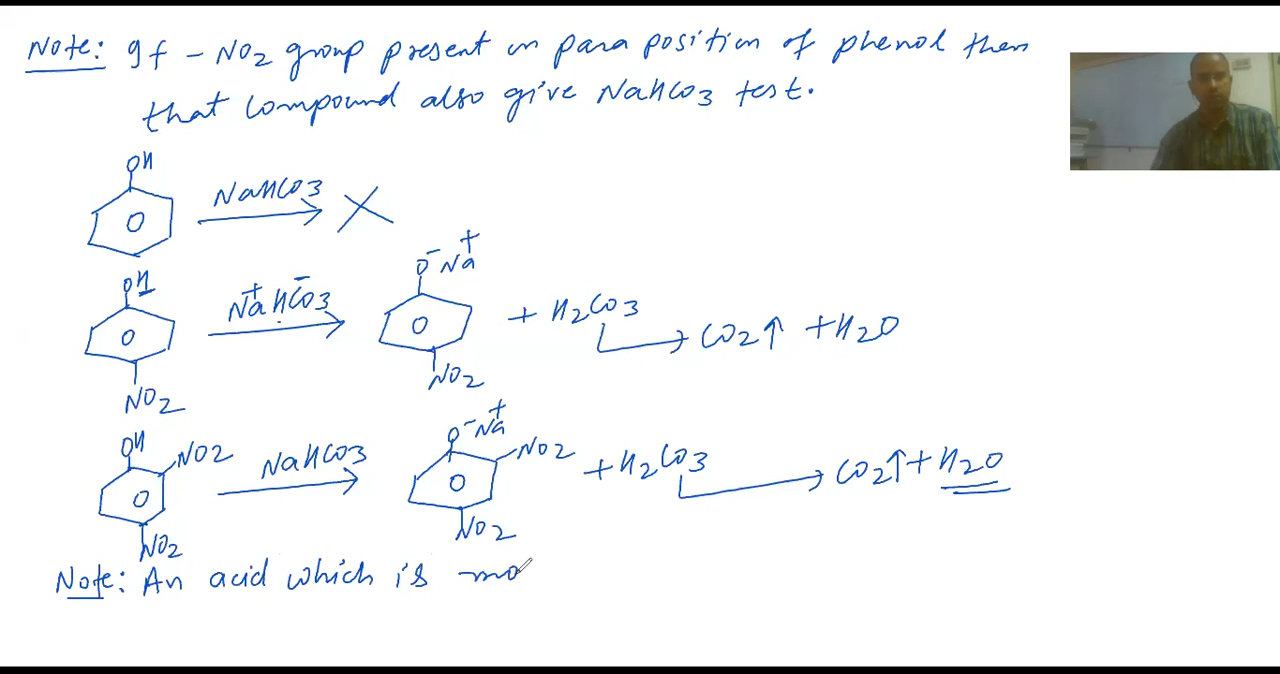 Note: If - NO2 group present in para position of phenol then
that compound also give NaHCO3 test.
OH
NaHCO3
OH
Na+ HCO3-
O- Na+
+ H2CO3
CO2↑ + H2O
NO2
NO2
OH
NO2
NaHCO3
O- Na+
NO2
+ H2CO3
CO2↑ + H2O
NO2
NO2
Note: An acid which is mo